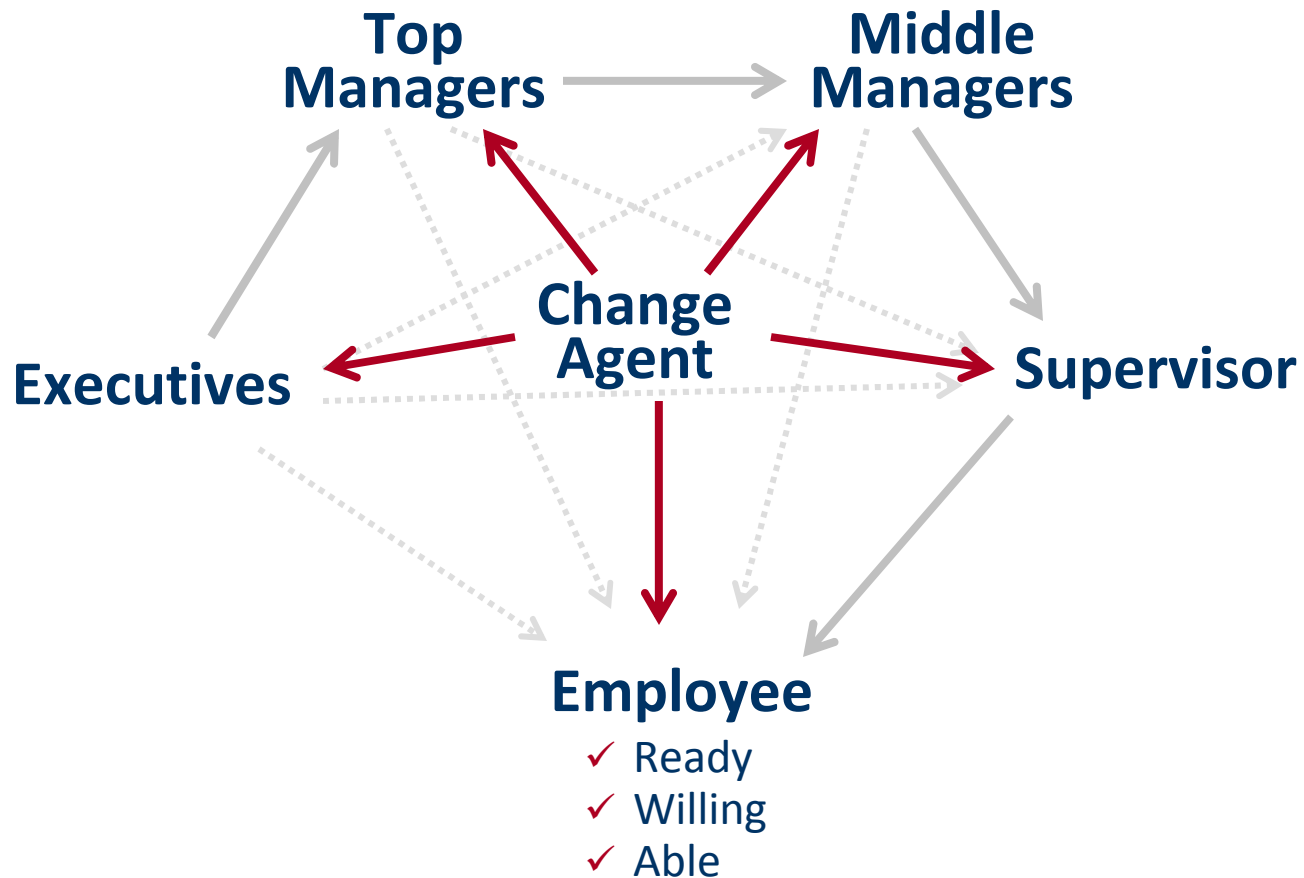 Top
Managers
Middle
Managers
Change
Agent
Executives
Supervisor
Employee
✓ Ready
✓ Willing
✓ Able